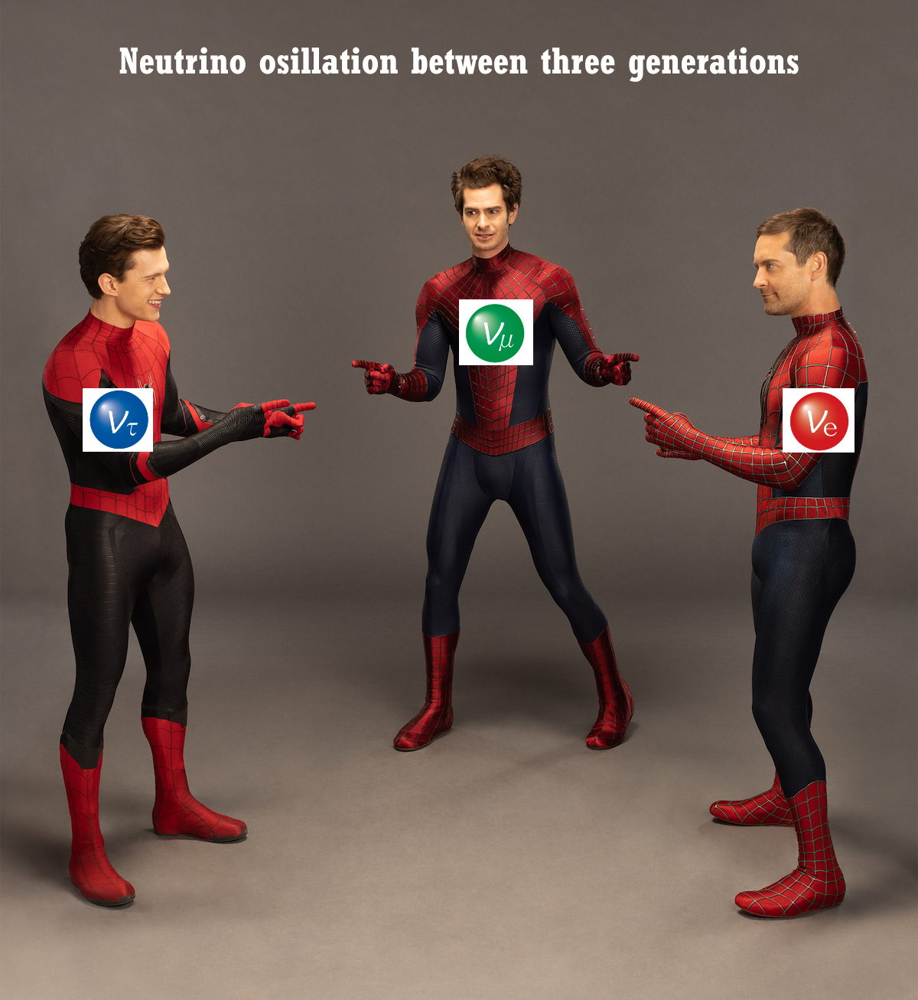 Neutrino osillation between three generations
νμ
ντ
νe